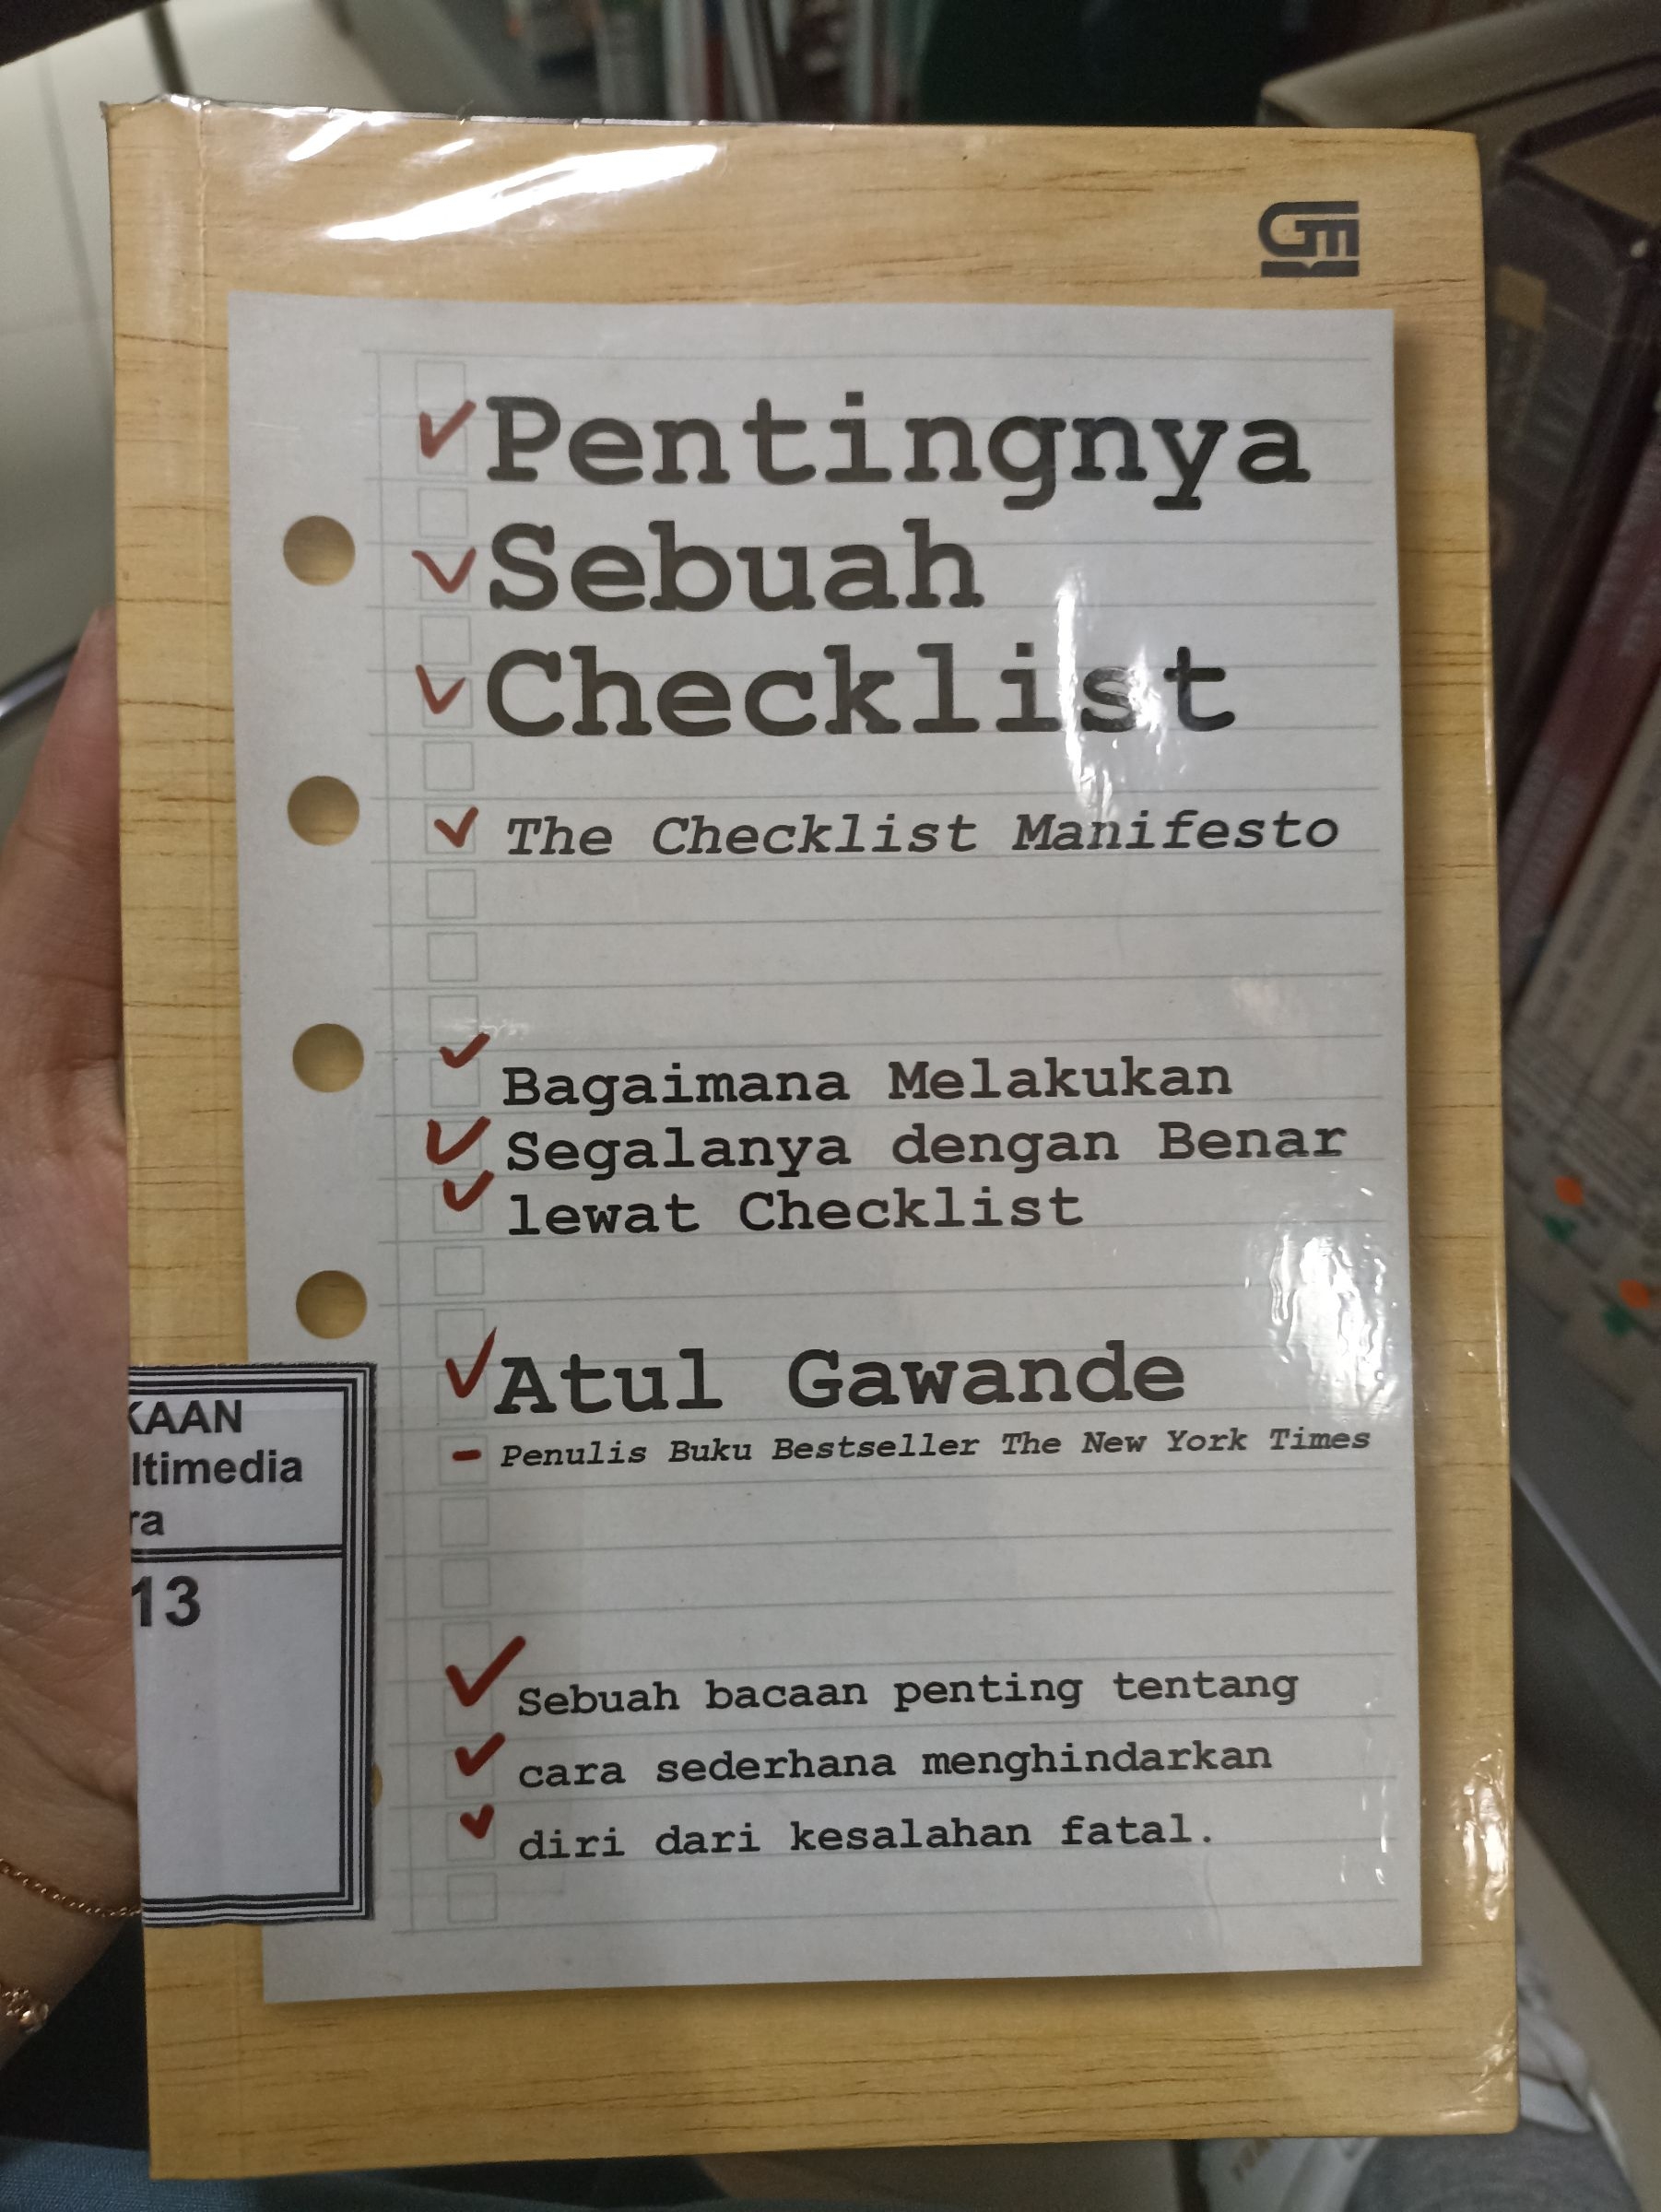 Pentingnya
Sebuah
Checklist
The Checklist Manifesto
Bagaimana Melakukan
Segalanya dengan Benar
lewat Checklist
Atul Gawande
Penulis Buku Bestseller The New York Times
KAAN
ltimedia
ra
13
Sebuah bacaan penting tentang
cara sederhana menghindarkan
diri dari kesalahan fatal.